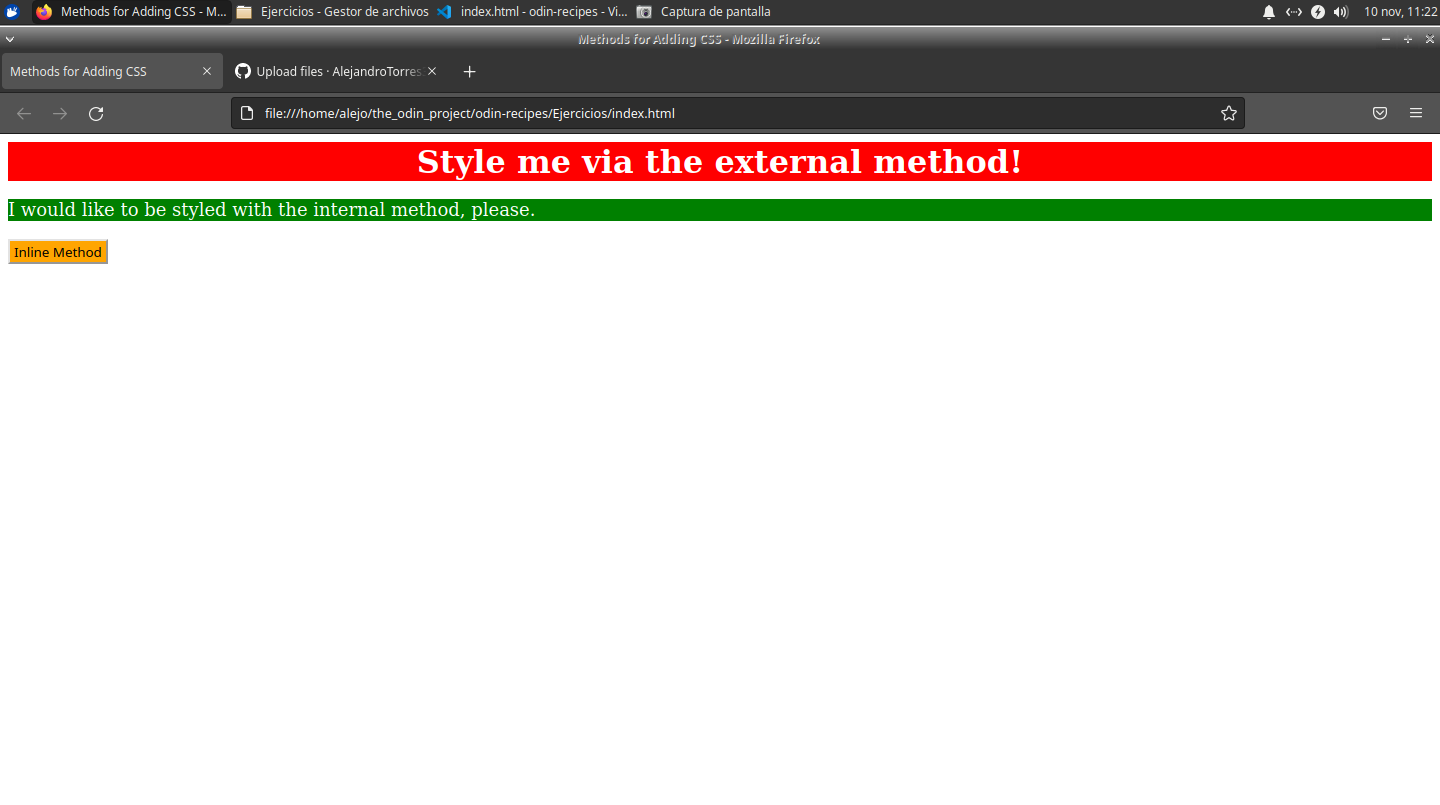 Methods for Adding CSS - M... Ejercicios - Gestor de archivos index.html - odin-recipes - Vi... Captura de pantalla 10 nov, 11:22
Methods for Adding CSS - Mozilla Firefox
Methods for Adding CSS Upload files · AlejandroTorres
file:///home/alejo/the_odin_project/odin-recipes/Ejercicios/index.html
Style me via the external method!
I would like to be styled with the internal method, please.
Inline Method